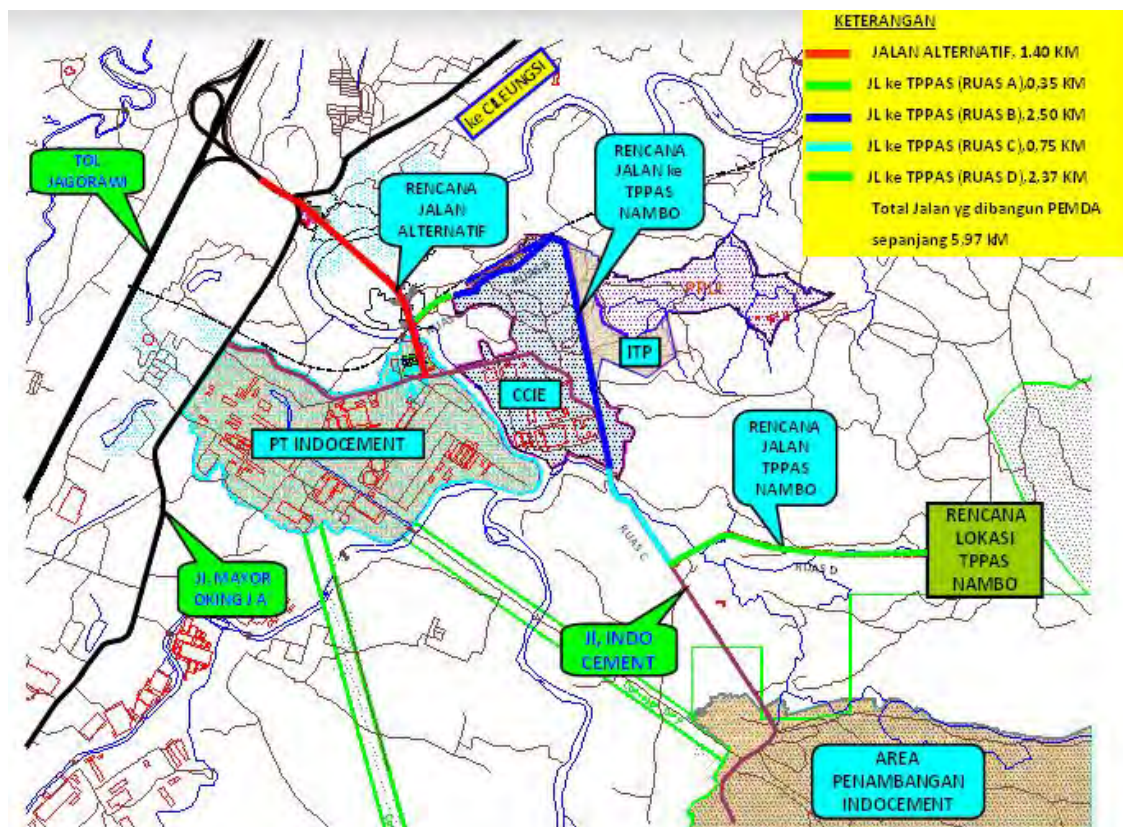 KETERANGAN
JALAN ALTERNATIF, 1.40 KM
JL ke TPPAS (RUAS A),0,35 KM
JL ke TPPAS (RUAS B),2,50 KM
JL ke TPPAS (RUAS C),0,75 KM
JL ke TPPAS (RUAS D),2,37 KM
Total Jalan yg dibangun PEMDA
sepanjang 5,97 KM
ke CILEUNGSI
TOL
JAGORAWI
RENCANA
JALAN
ALTERNATIF
RENCANA
JALAN ke
TPPAS
NAMBO
RUAS
ITP
CCIE
PT INDOCEMENT
RENCANA
JALAN
TPPAS
NAMBO
RUAS C
RUAS D
RENCANA
LOKASI
TPPAS
NAMBO
Jl. MAYOR
OKING J A
Jl, INDO
CEMENT
AREA
PENAMBANGAN
INDOCEMENT